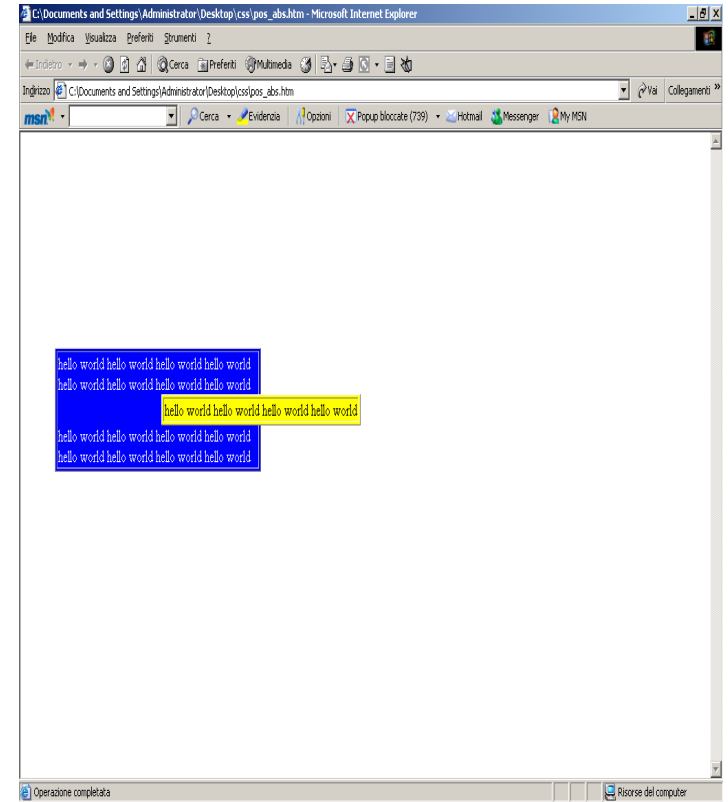 C:\Documents and Settings\Administrator\Desktop\css\pos_abs.htm - Microsoft Internet Explorer
File Modifica Visualizza Preferiti Strumenti ?
Indietro Cerca Preferiti Multimedia
Indirizzo C:\Documents and Settings\Administrator\Desktop\css\pos_abs.htm Vai Collegamenti »
msn Cerca Evidenzia Opzioni Popup bloccate (739) Hotmail Messenger My MSN
hello world hello world hello world hello world
hello world hello world hello world hello world
hello world hello world hello world hello world
hello world hello world hello world hello world
hello world hello world hello world hello world
Operazione completata Risorse del computer